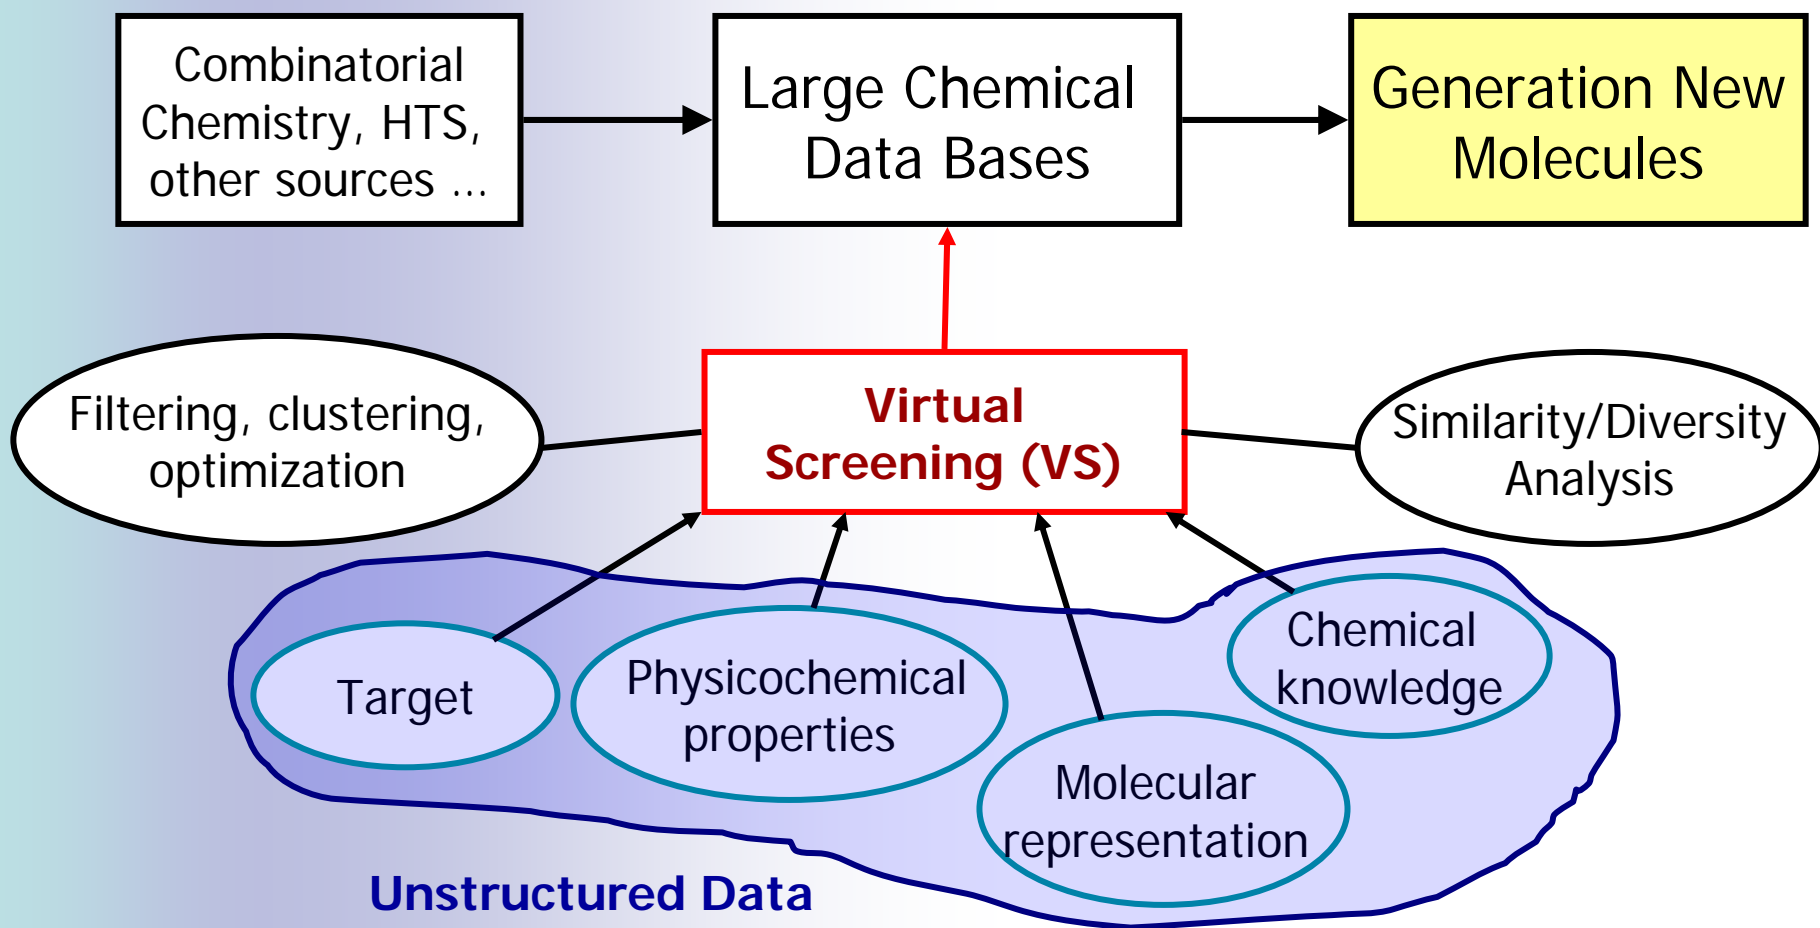 Combinatorial
Chemistry, HTS,
other sources ...
Large Chemical
Data Bases
Generation New
Molecules
Filtering, clustering,
optimization
Virtual
Screening (VS)
Similarity/Diversity
Analysis
Target
Physicochemical
properties
Molecular
representation
Chemical
knowledge
Unstructured Data